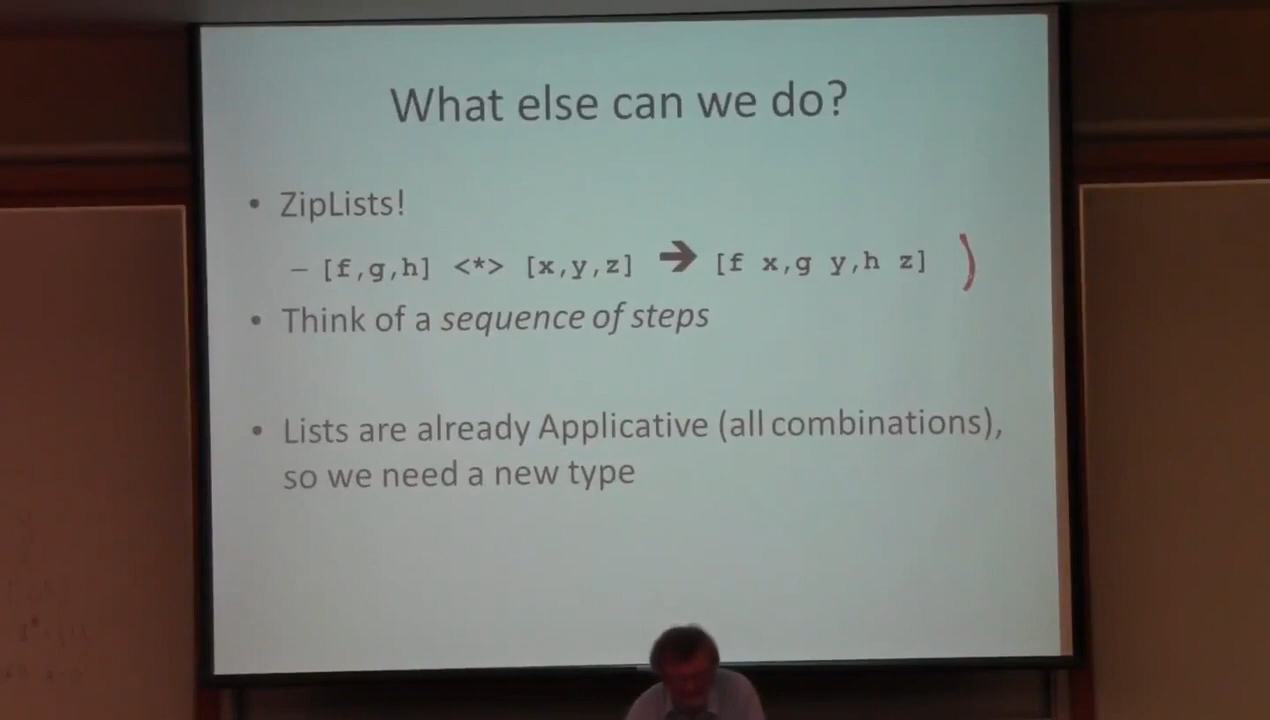 What else can we do?
• ZipLists!
– [f,g,h] <*> [x,y,z] ➔ [f x,g y,h z] )
• Think of a sequence of steps
• Lists are already Applicative (all combinations),
so we need a new type